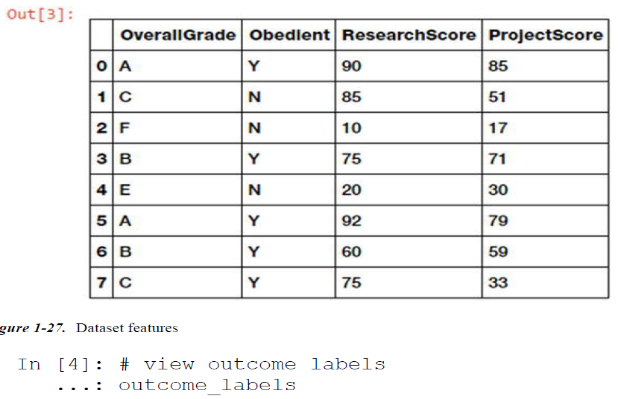 Out[3]:
OverallGrade Obedient ResearchScore ProjectScore
0 A Y 90 85
1 C N 85 51
2 F N 10 17
3 B Y 75 71
4 E N 20 30
5 A Y 92 79
6 B Y 60 59
7 C Y 75 33
gure 1-27. Dataset features
In [4]: # view outcome labels
...: outcome_labels